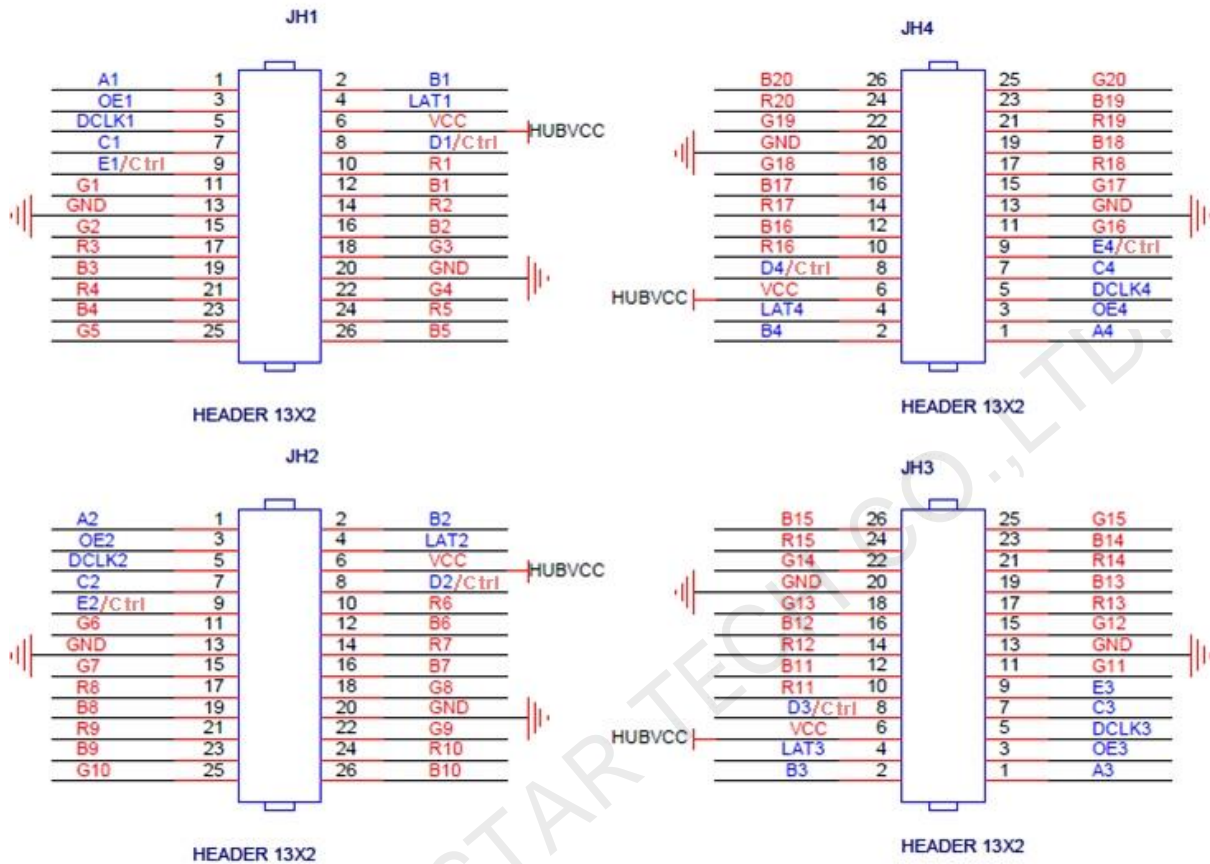 JH1
A1 1 2 B1
OE1 3 4 LAT1
DCLK1 5 6 VCC HUBVCC
C1 7 8 D1/Ctrl
E1/Ctrl 9 10 R1
G1 11 12 B1
GND 13 14 R2
G2 15 16 B2
R3 17 18 G3
B3 19 20 GND
R4 21 22 G4
B4 23 24 R5
G5 25 26 B5
HEADER 13X2
JH4
B20 26 25 G20
R20 24 23 B19
G19 22 21 R19
GND 20 19 B18
G18 18 17 R18
B17 16 15 G17
R17 14 13 GND
B16 12 11 G16
R16 10 9 E4/Ctrl
D4/Ctrl 8 7 C4
HUBVCC VCC 6 5 DCLK4
LAT4 4 3 OE4
B4 2 1 A4
HEADER 13X2
JH2
A2 1 2 B2
OE2 3 4 LAT2
DCLK2 5 6 VCC HUBVCC
C2 7 8 D2/Ctrl
E2/Ctrl 9 10 R6
G6 11 12 B6
GND 13 14 R7
G7 15 16 B7
R8 17 18 G8
B8 19 20 GND
R9 21 22 G9
B9 23 24 R10
G10 25 26 B10
HEADER 13X2
JH3
B15 26 25 G15
R15 24 23 B14
G14 22 21 R14
GND 20 19 B13
G13 18 17 R13
B12 16 15 G12
R12 14 13 GND
B11 12 11 G11
R11 10 9 E3
D3/Ctrl 8 7 C3
HUBVCC VCC 6 5 DCLK3
LAT3 4 3 OE3
B3 2 1 A3
HEADER 13X2
STAR TECH CO.,LTD.